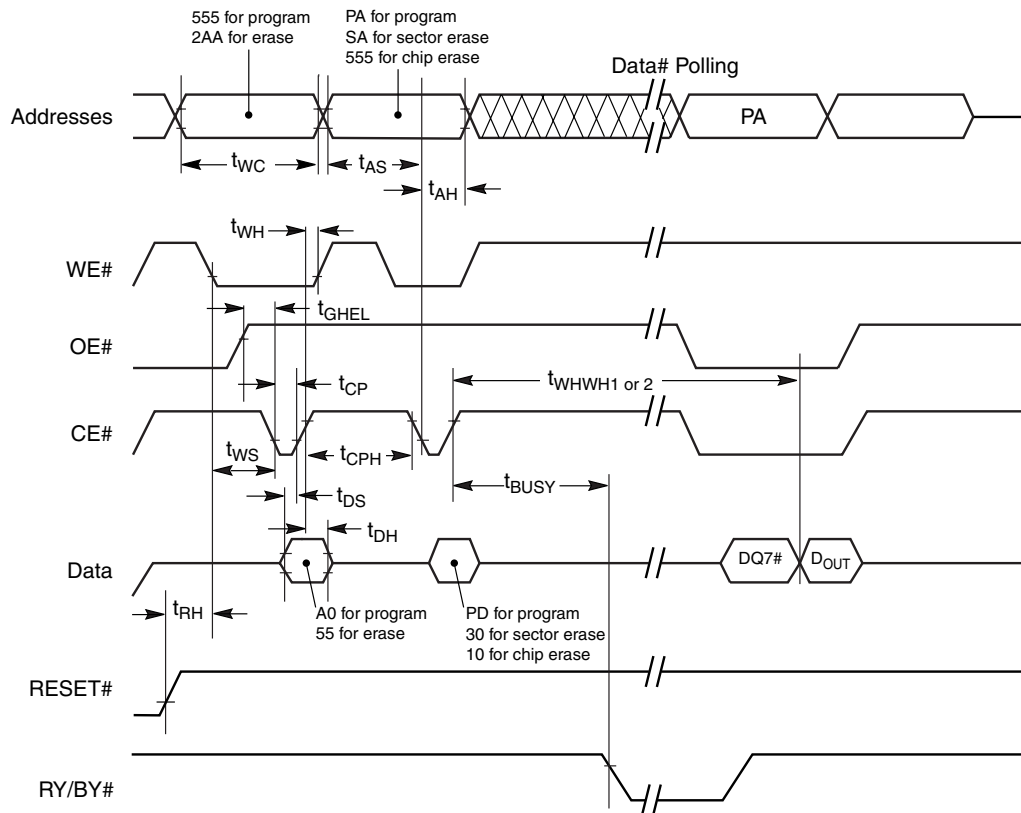 555 for program
2AA for erase
PA for program
SA for sector erase
555 for chip erase
Data# Polling
Addresses
PA
tWC
tAS
tAH
tWH
WE#
tGHEL
OE#
tWHWH1 or 2
tCP
CE#
tWS
tCPH
tBUSY
tDS
tDH
Data
DQ7#
DOUT
tRH
A0 for program
55 for erase
PD for program
30 for sector erase
10 for chip erase
RESET#
RY/BY#